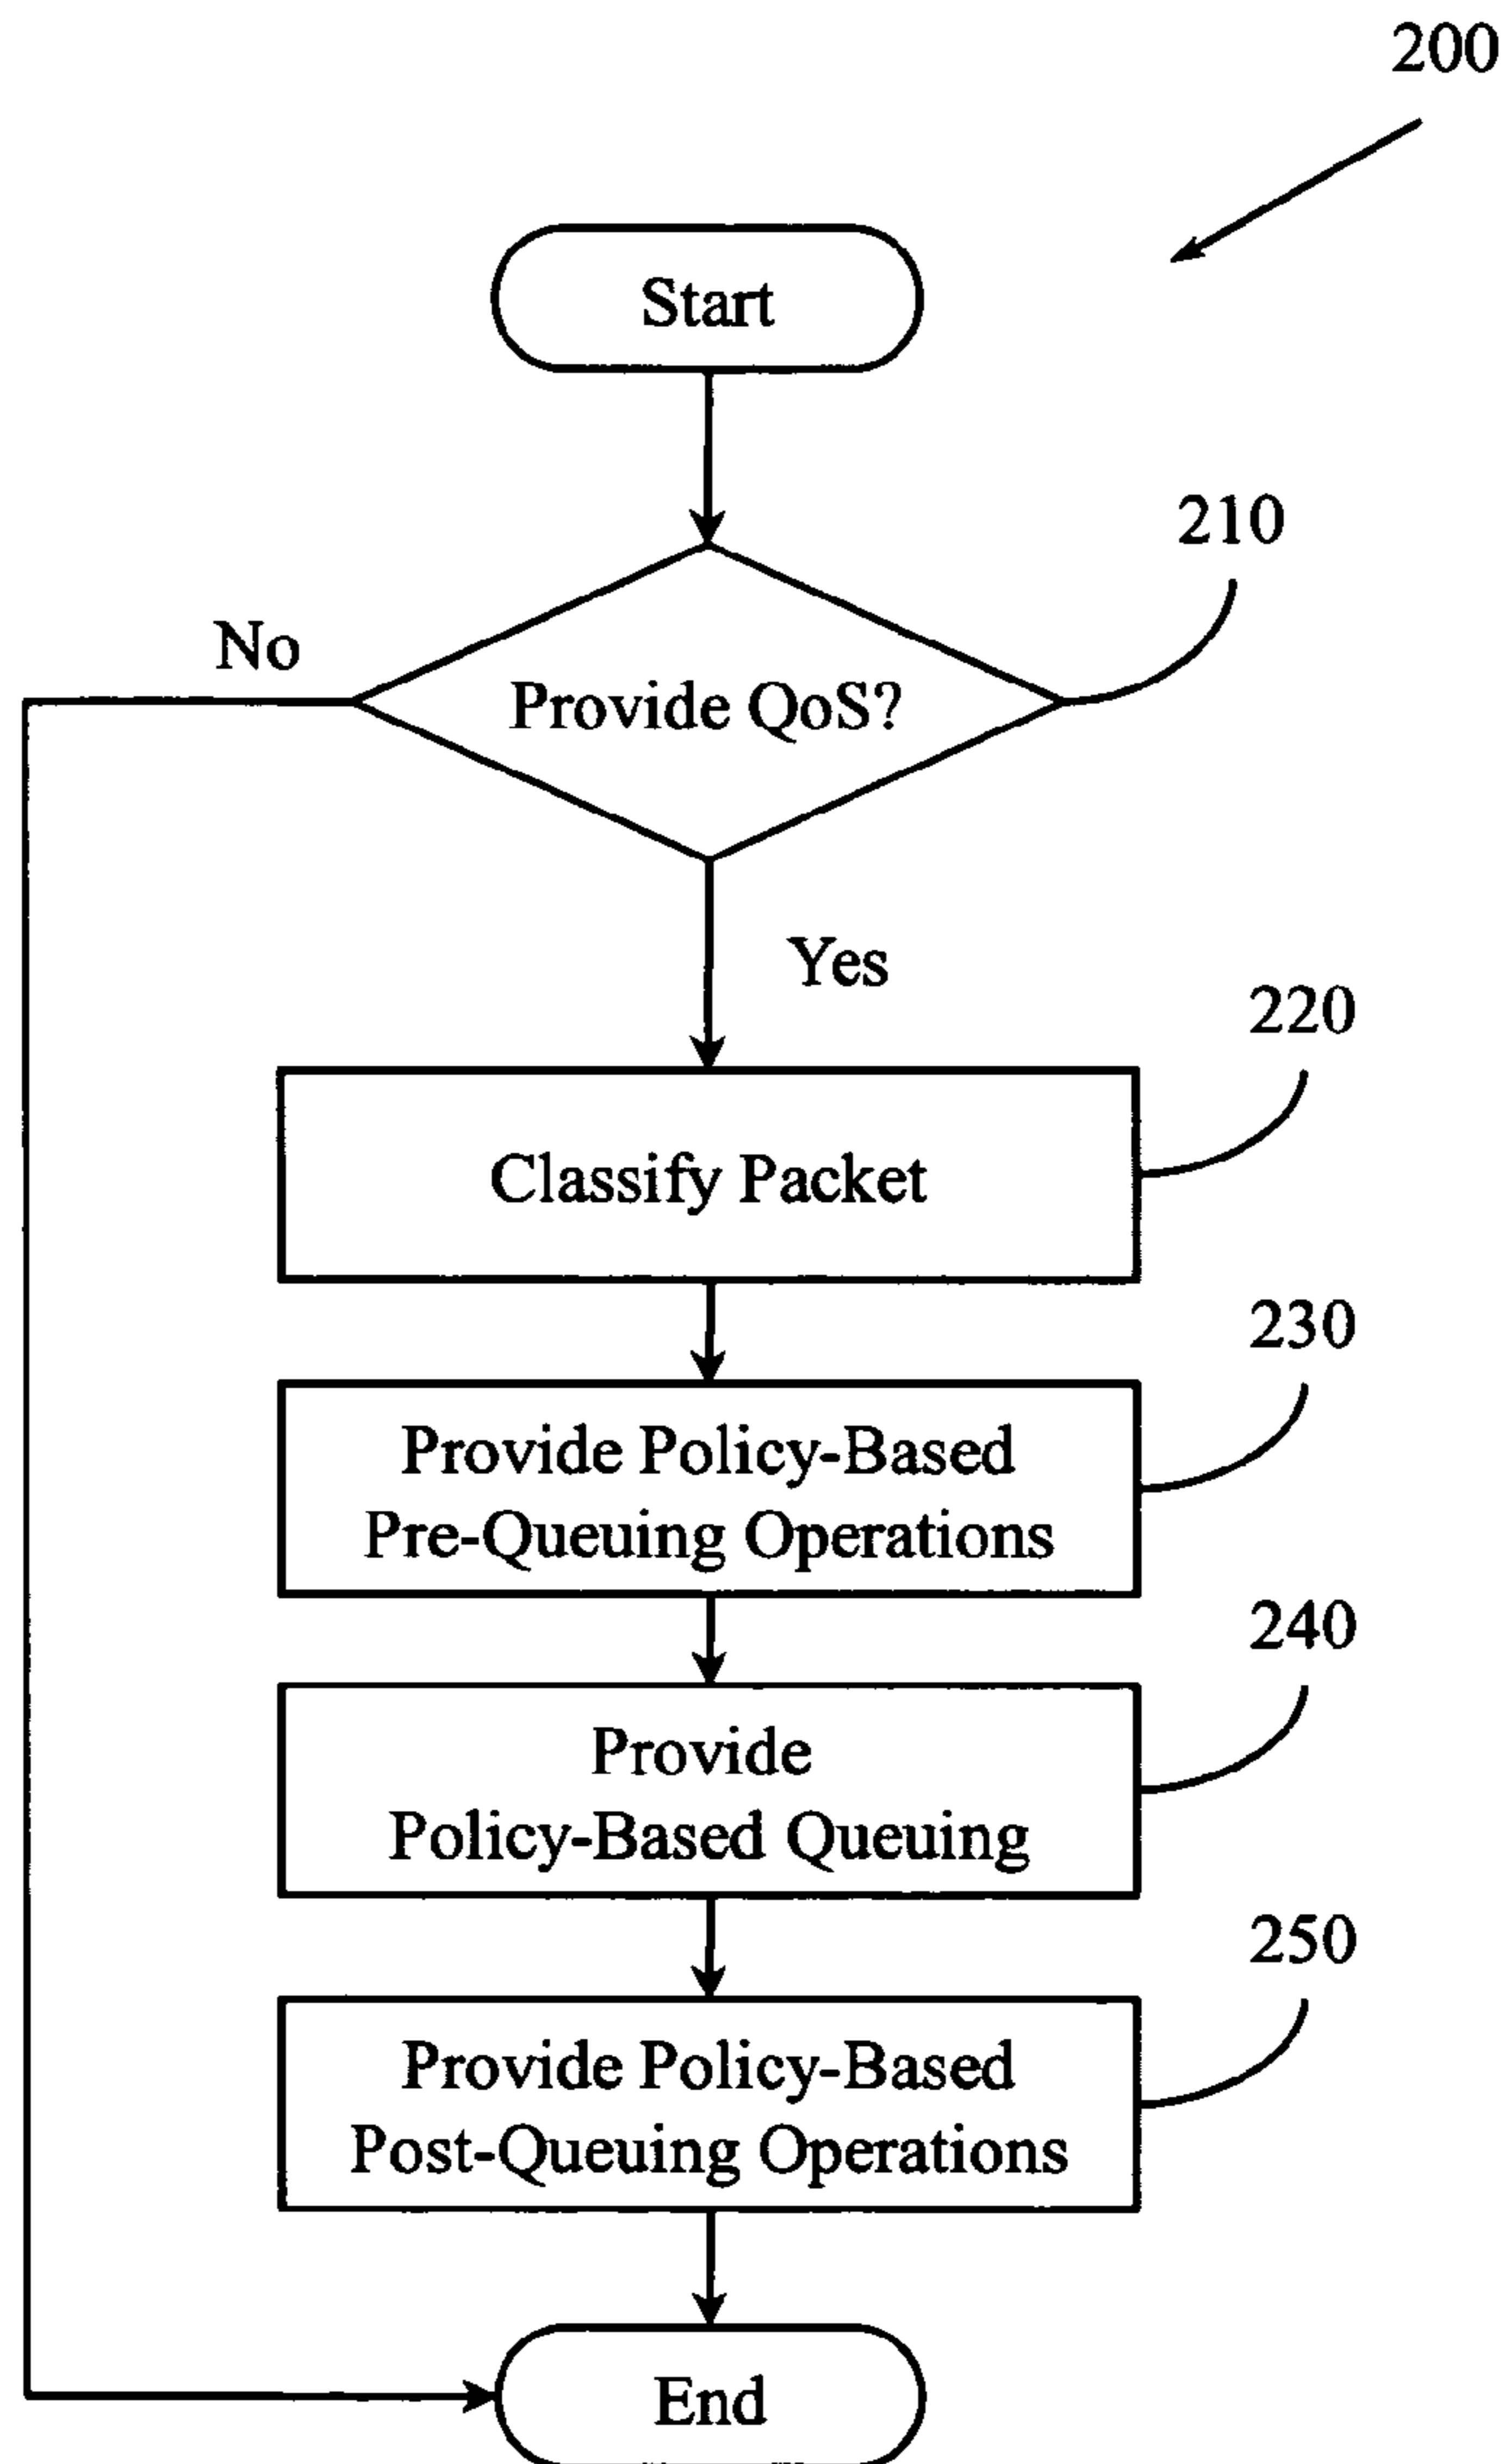 200
Start
210
No
Provide QoS?
Yes
220
Classify Packet
230
Provide Policy-Based
Pre-Queuing Operations
240
Provide
Policy-Based Queuing
250
Provide Policy-Based
Post-Queuing Operations
End